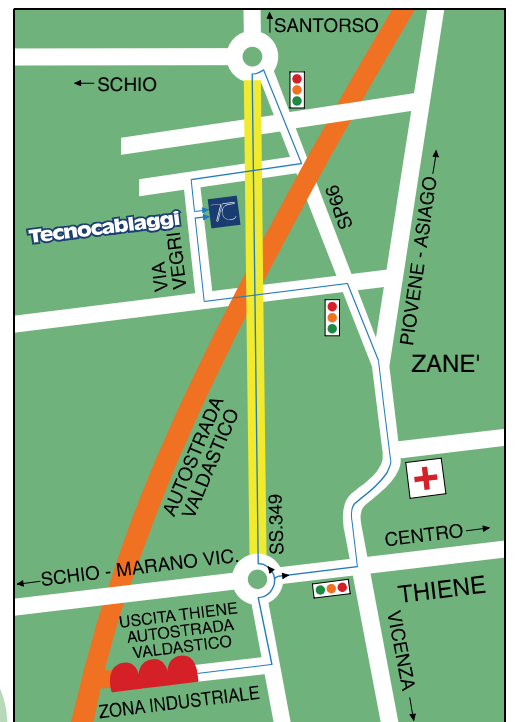 SANTORSO
SCHIO
SP66
PIOVENE - ASIAGO
TC
Tecnocablaggi
VIA
VEGRI
ZANE'
AUTOSTRADA
VALDASTICO
SS.349
CENTRO
SCHIO - MARANO VIC.
THIENE
USCITA THIENE
AUTOSTRADA
VALDASTICO
VICENZA
ZONA INDUSTRIALE